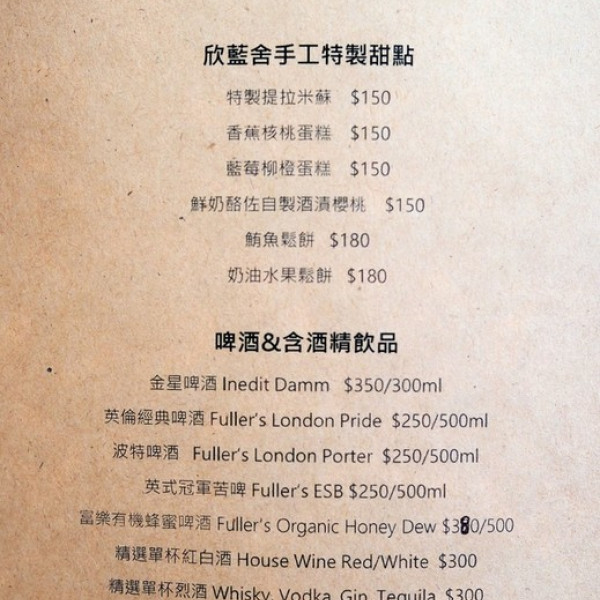 欣藍舍手工特製甜點
特製提拉米蘇 $150
香蕉核桃蛋糕 $150
藍莓柳橙蛋糕 $150
鮮奶酪佐自製酒漬櫻桃 $150
鮪魚鬆餅 $180
奶油水果鬆餅 $180
啤酒&含酒精飲品
金星啤酒 Inedit Damm $350/300ml
英倫經典啤酒 Fuller's London Pride $250/500ml
波特啤酒 Fuller's London Porter $250/500ml
英式冠軍苦啤 Fuller's ESB $250/500ml
富樂有機蜂蜜啤酒 Fuller's Organic Honey Dew $380/500
精選單杯紅白酒 House Wine Red/White $300
精選單杯烈酒 Whisky, Vodka, Gin, Tequila $300